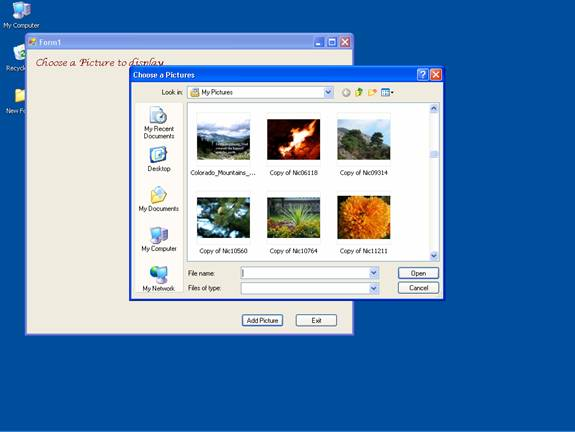 My Computer
Form1
Choose a Picture to display
Recycl
New Fo
Choose a Pictures
Look in:
My Pictures
My Recent
Documents
Desktop
My Documents
My Computer
My Network
Colorado_Mountains_...
Copy of Nic06118
Copy of Nic09314
Copy of Nic10560
Copy of Nic10764
Copy of Nic11211
File name:
Open
Files of type:
Cancel
Add Picture
Exit